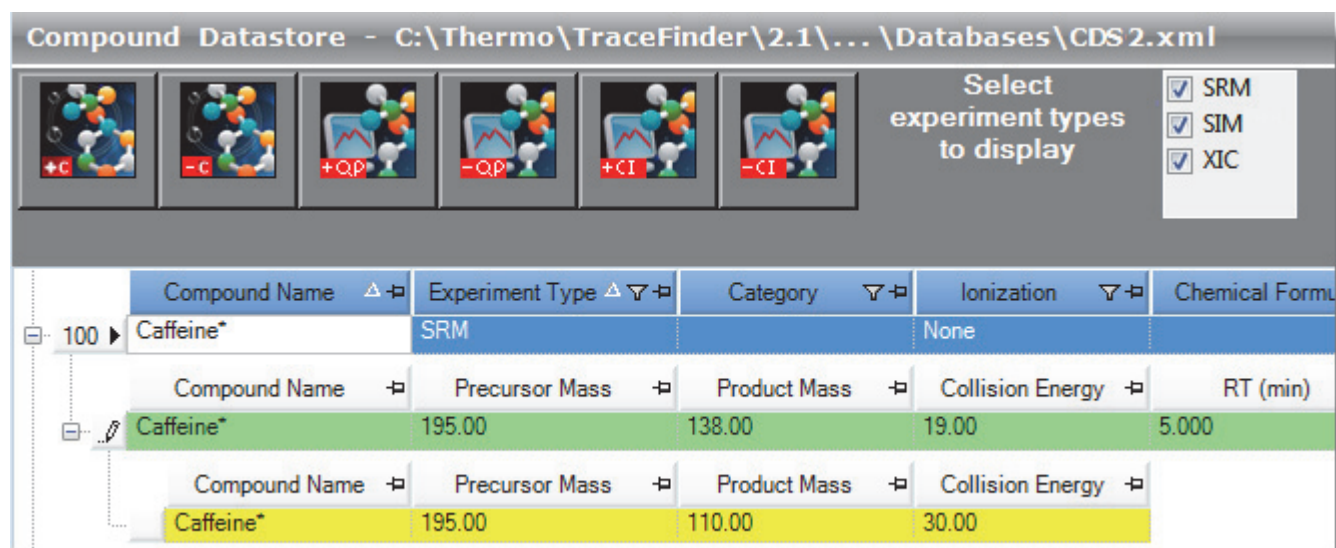 Compound Datastore - C:\Thermo\TraceFinder\2.1\... \Databases\CDS2.xml
+C -C +QP -QP +CI -CI
Select
experiment types
to display
SRM
SIM
XIC
Compound Name Experiment Type Category Ionization Chemical Formu
100 Caffeine* SRM None
Compound Name Precursor Mass Product Mass Collision Energy RT (min)
Caffeine* 195.00 138.00 19.00 5.000
Compound Name Precursor Mass Product Mass Collision Energy
Caffeine* 195.00 110.00 30.00